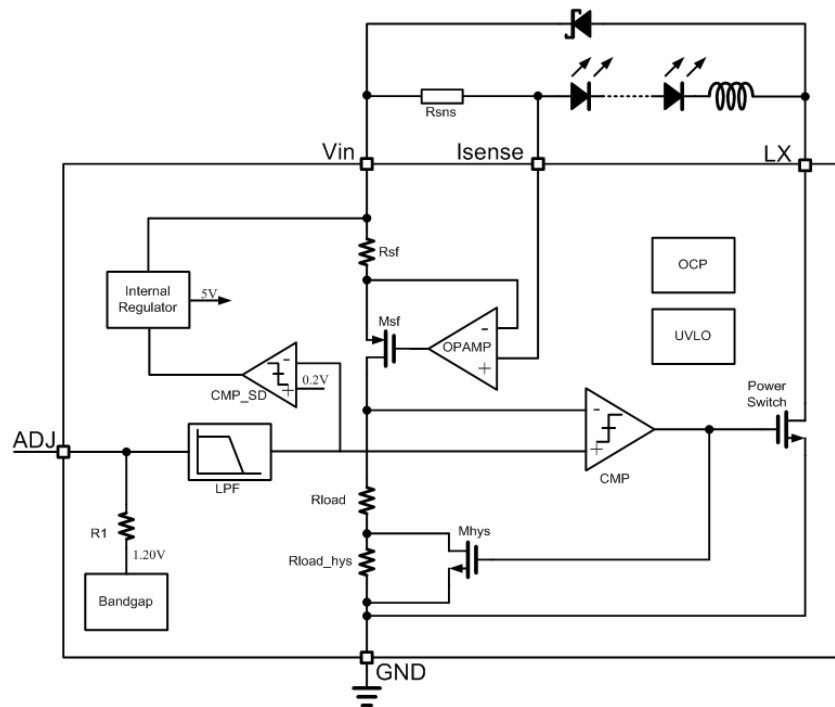 Rsns
Vin
Isense
LX
Rsf
OCP
Internal
Regulator
5V
Msf
-
OPAMP
+
UVLO
-
0.2V
+
CMP_SD
Power
Switch
-
ADJ
+
CMP
LPF
Rload
R1
Mhys
1.20V
Rload_hys
Bandgap
GND